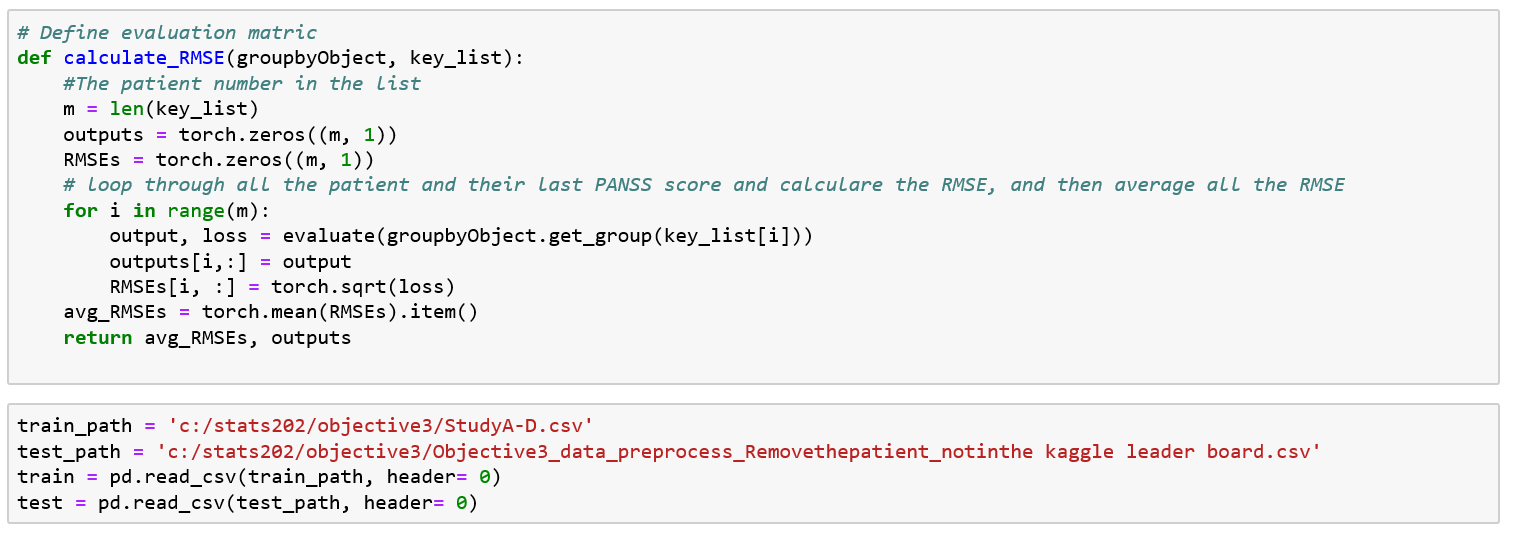 # Define evaluation matric
def calculate_RMSE(groupbyObject, key_list):
    #The patient number in the list
    m = len(key_list)
    outputs = torch.zeros((m, 1))
    RMSEs = torch.zeros((m, 1))
    # loop through all the patient and their last PANSS score and calculare the RMSE, and then average all the RMSE
    for i in range(m):
        output, loss = evaluate(groupbyObject.get_group(key_list[i]))
        outputs[i,:] = output
        RMSEs[i, :] = torch.sqrt(loss)
    avg_RMSEs = torch.mean(RMSEs).item()
    return avg_RMSEs, outputs
train_path = 'c:/stats202/objective3/StudyA-D.csv'
test_path = 'c:/stats202/objective3/Objective3_data_preprocess_Removethepatient_notinthe kaggle leader board.csv'
train = pd.read_csv(train_path, header= 0)
test = pd.read_csv(test_path, header= 0)